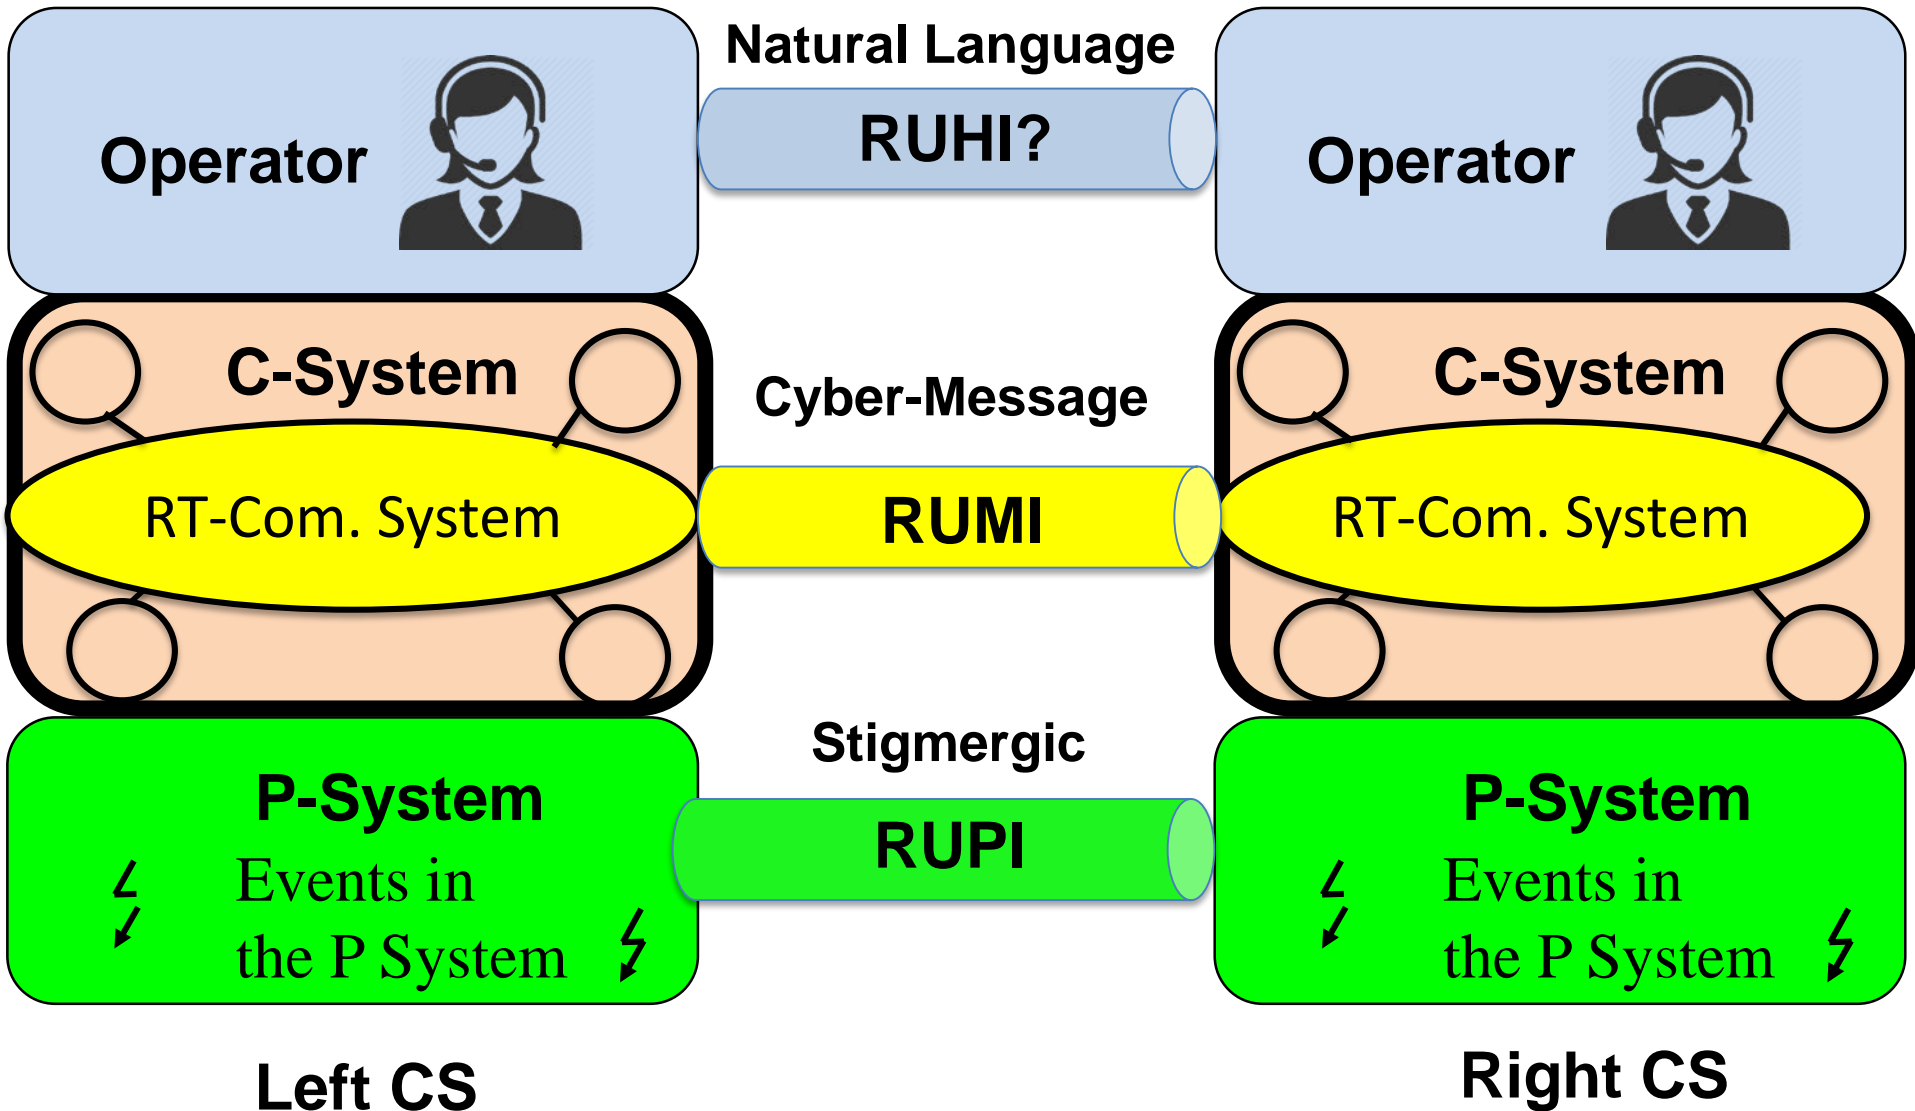 Natural Language
Operator
RUHI?
Operator
C-System
Cyber-Message
C-System
RT-Com. System
RUMI
RT-Com. System
Stigmergic
P-System
RUPI
P-System
Events in
the P System
Events in
the P System
Left CS
Right CS